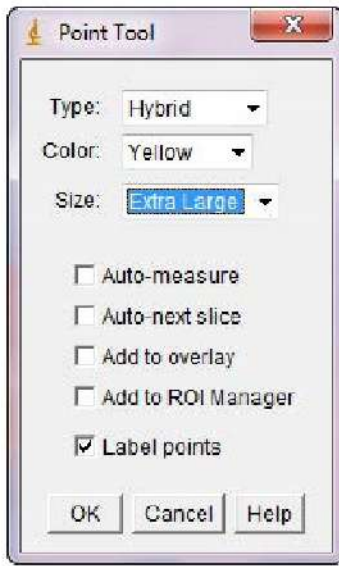 Point Tool
Type: Hybrid
Color: Yellow
Size: Extra Large
Auto-measure
Auto-next slice
Add to overlay
Add to ROI Manager
Label points
OK Cancel Help